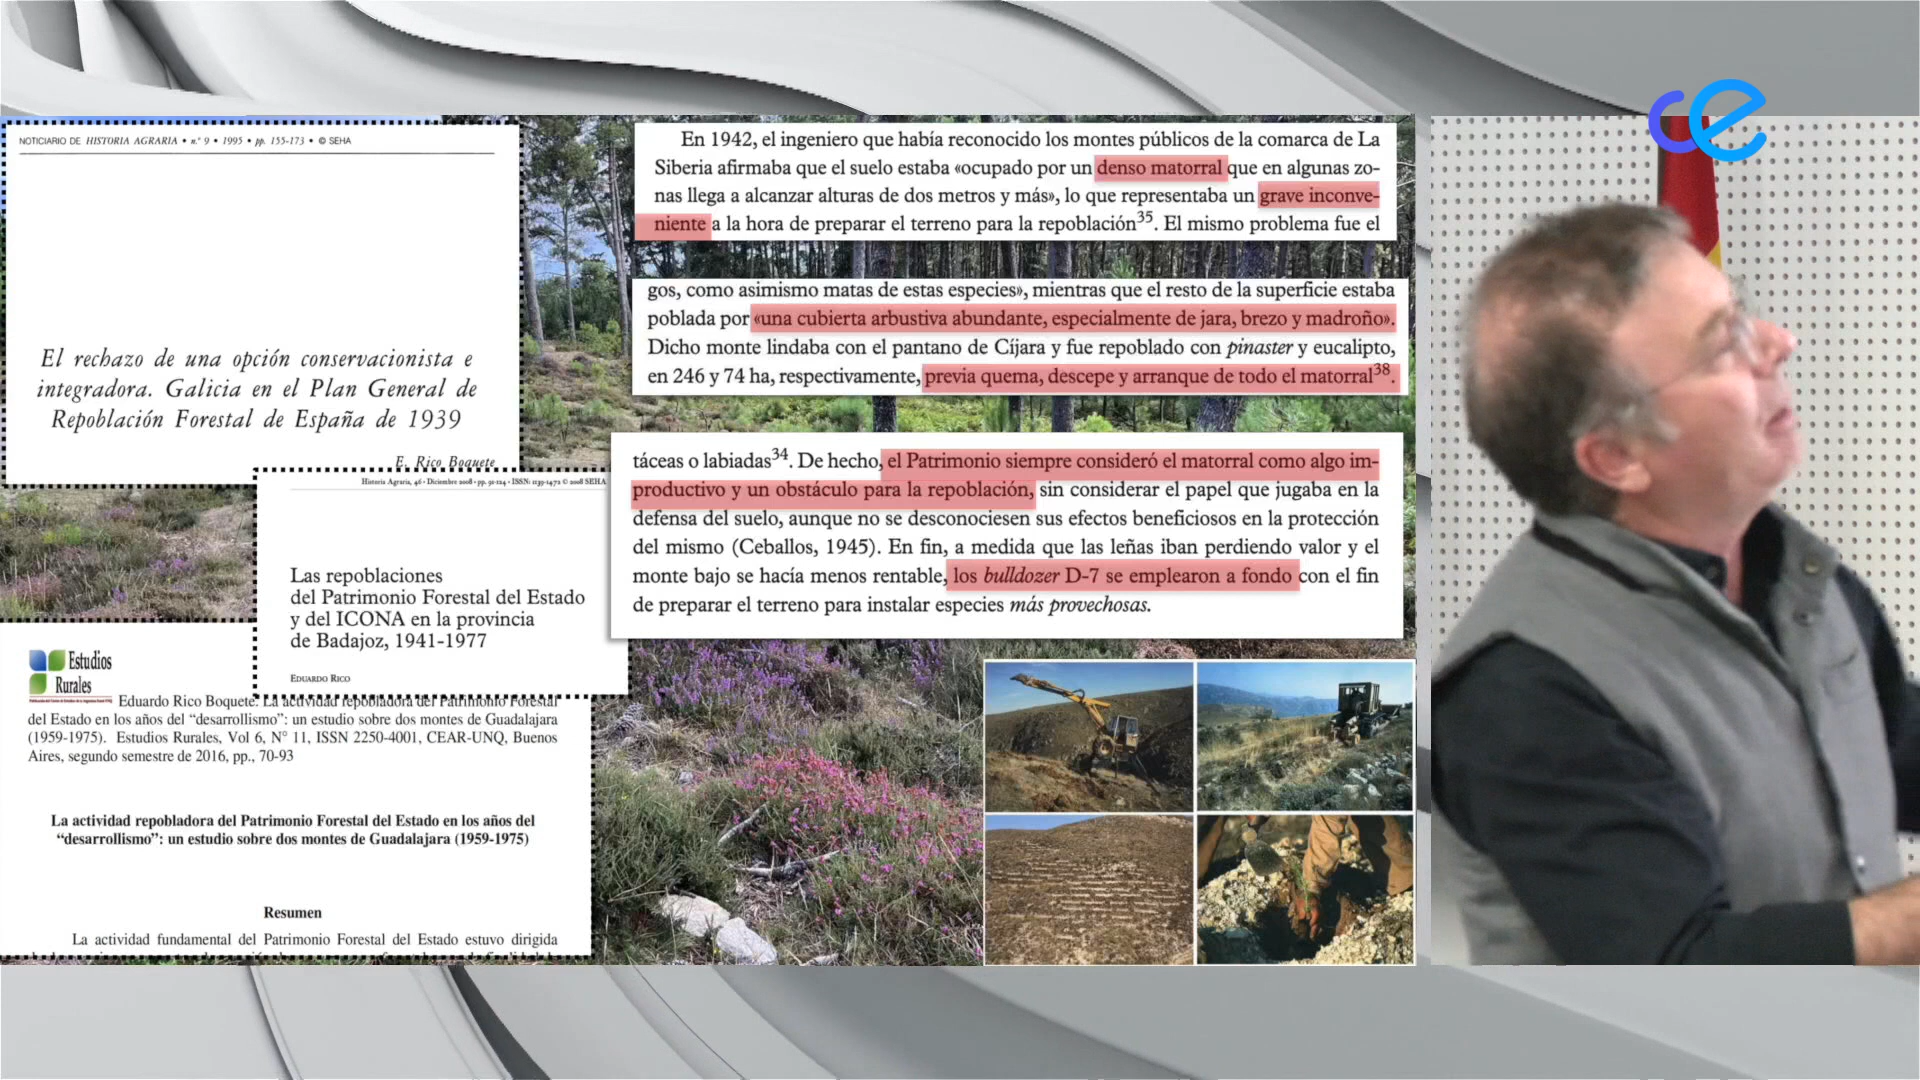 ce
NOTICIARIO DE HISTORIA AGRARIA • n.º 9 • 1995 • pp. 155-173 • © SEHA
El rechazo de una opción conservacionista e
integradora. Galicia en el Plan General de
Repoblación Forestal de España de 1939
E. Rico Boquete
Historia Agraria, 46 • Diciembre 2008 • pp. 91-124 • ISSN: 1139-1472 © 2008 SEHA
Las repoblaciones
del Patrimonio Forestal del Estado
y del ICONA en la provincia
de Badajoz, 1941-1977
EDUARDO RICO
Estudios
Rurales
Eduardo Rico Boquete. La actividad repobladora del Patrimonio Forestal
del Estado en los años del “desarrollismo”: un estudio sobre dos montes de Guadalajara
(1959-1975). Estudios Rurales, Vol 6, N° 11, ISSN 2250-4001, CEAR-UNQ, Buenos
Aires, segundo semestre de 2016, pp., 70-93
La actividad repobladora del Patrimonio Forestal del Estado en los años del
“desarrollismo”: un estudio sobre dos montes de Guadalajara (1959-1975)
Resumen
La actividad fundamental del Patrimonio Forestal del Estado estuvo dirigida
En 1942, el ingeniero que había reconocido los montes públicos de la comarca de La
Siberia afirmaba que el suelo estaba «ocupado por un denso matorral que en algunas zo-
nas llega a alcanzar alturas de dos metros y más», lo que representaba un grave inconve-
niente a la hora de preparar el terreno para la repoblación35. El mismo problema fue el
gos, como asimismo matas de estas especies», mientras que el resto de la superficie estaba
poblada por «una cubierta arbustiva abundante, especialmente de jara, brezo y madroño».
Dicho monte lindaba con el pantano de Cíjara y fue repoblado con pinaster y eucalipto,
en 246 y 74 ha, respectivamente, previa quema, descepe y arranque de todo el matorral38.
táceas o labiadas34. De hecho, el Patrimonio siempre consideró el matorral como algo im-
productivo y un obstáculo para la repoblación, sin considerar el papel que jugaba en la
defensa del suelo, aunque no se desconociesen sus efectos beneficiosos en la protección
del mismo (Ceballos, 1945). En fin, a medida que las leñas iban perdiendo valor y el
monte bajo se hacía menos rentable, los bulldozer D-7 se emplearon a fondo con el fin
de preparar el terreno para instalar especies más provechosas.